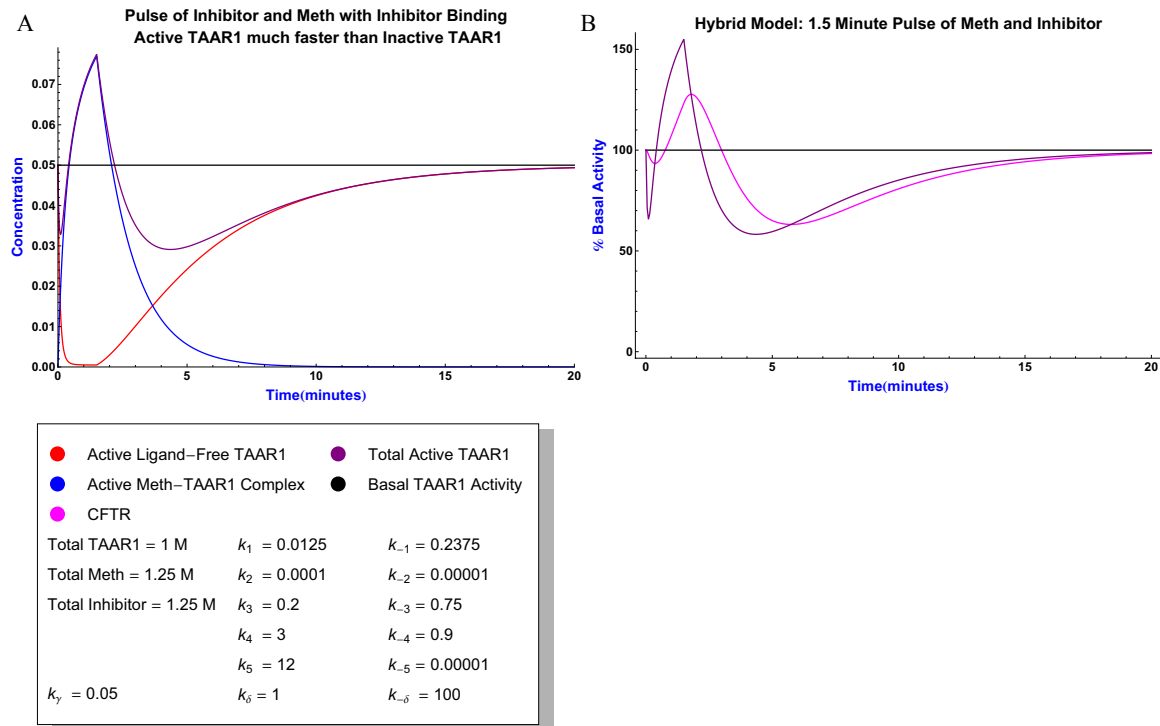 A
Pulse of Inhibitor and Meth with Inhibitor Binding
Active TAAR1 much faster than Inactive TAAR1
Concentration
0.07
0.06
0.05
0.04
0.03
0.02
0.01
0.00
0 5 10 15 20
Time(minutes)
B
Hybrid Model: 1.5 Minute Pulse of Meth and Inhibitor
% Basal Activity
150
100
50
0
0 5 10 15 20
Time(minutes)
Active Ligand−Free TAAR1 Total Active TAAR1
Active Meth−TAAR1 Complex Basal TAAR1 Activity
CFTR
Total TAAR1 = 1 M k₁ = 0.0125 k₋₁ = 0.2375
Total Meth = 1.25 M k₂ = 0.0001 k₋₂ = 0.00001
Total Inhibitor = 1.25 M k₃ = 0.2 k₋₃ = 0.75
k₄ = 3 k₋₄ = 0.9
k₅ = 12 k₋₅ = 0.00001
kγ = 0.05 kδ = 1 k₋δ = 100